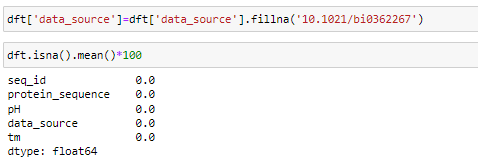 dft['data_source']=dft['data_source'].fillna('10.1021/bi0362267')
dft.isna().mean()*100
seq_id 0.0
protein_sequence 0.0
pH 0.0
data_source 0.0
tm 0.0
dtype: float64